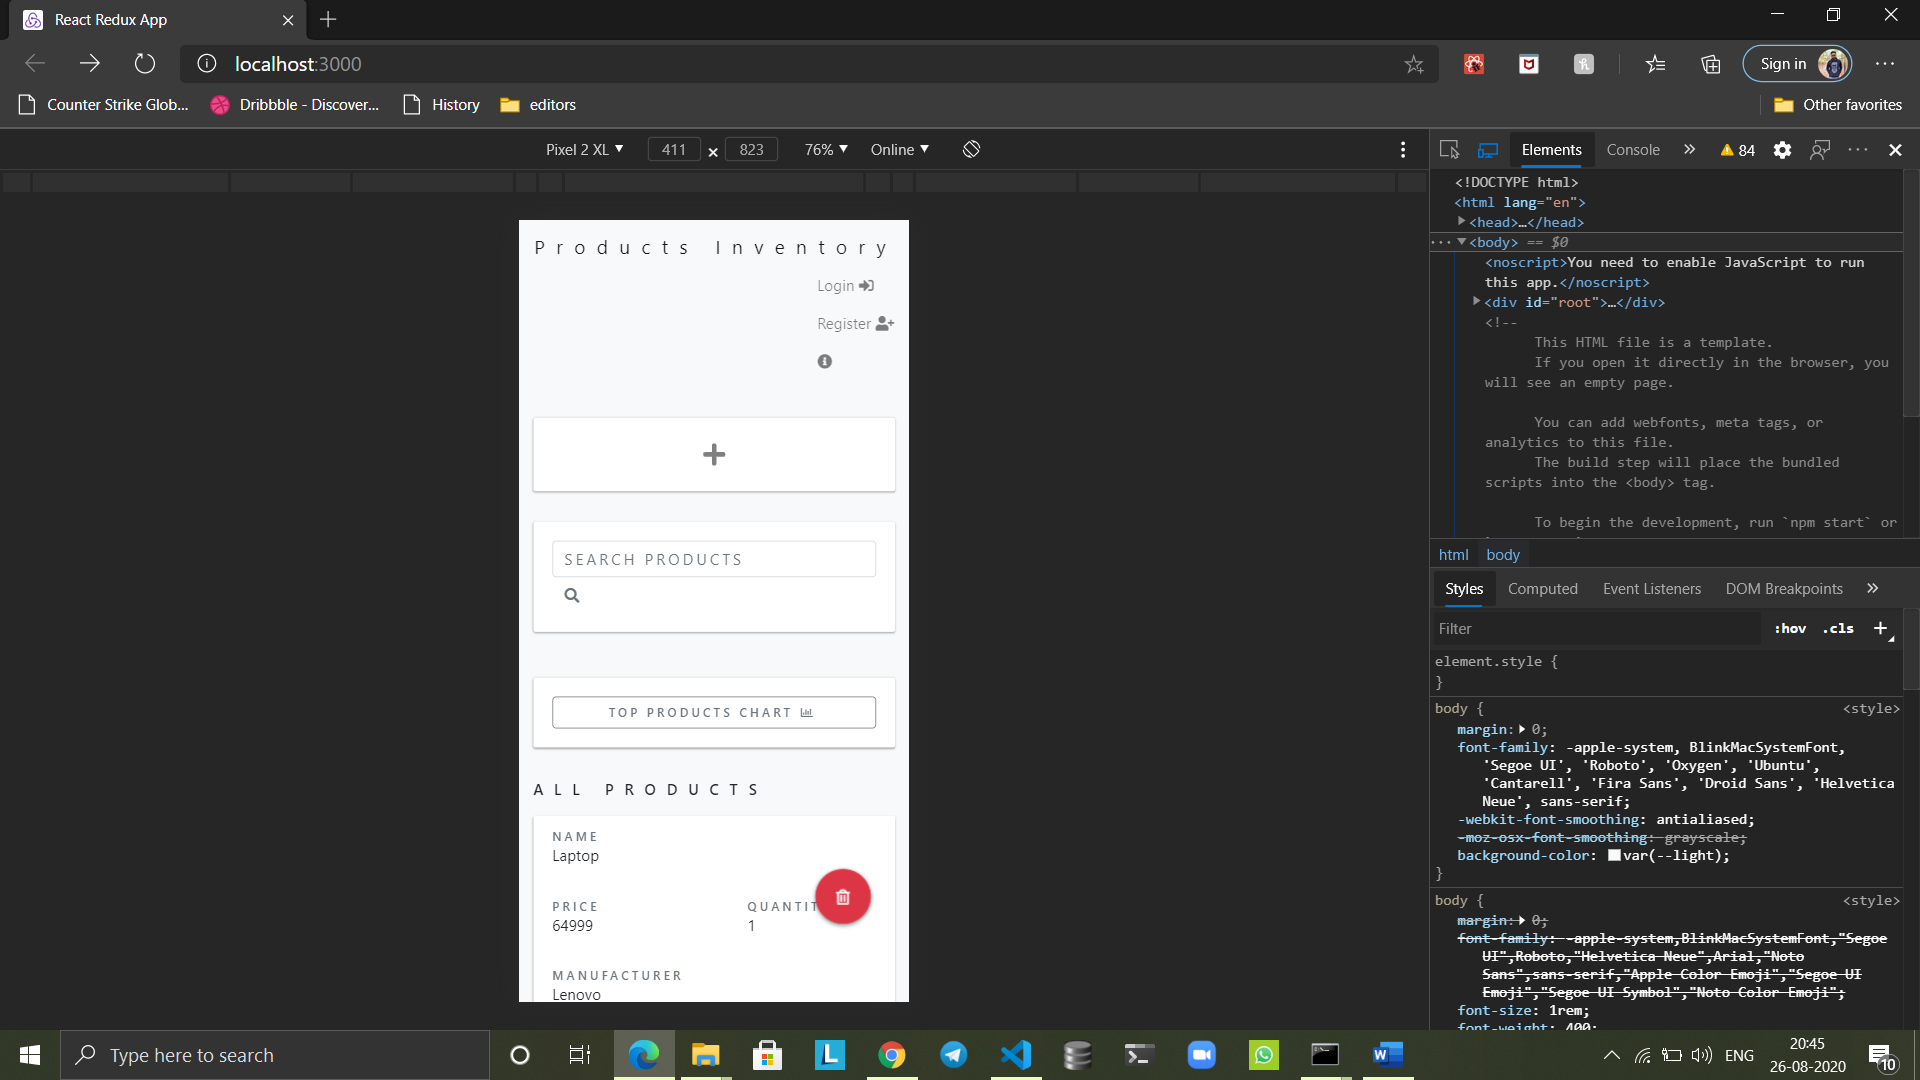 React Redux App
localhost:3000
Sign in
Counter Strike Glob...
Dribbble - Discover...
History
editors
Other favorites
Pixel 2 XL
411
×
823
76%
Online
Elements
Console
84
Products Inventory
Login
Register
SEARCH PRODUCTS
TOP PRODUCTS CHART
ALL PRODUCTS
NAME
Laptop
PRICE
64999
1
MANUFACTURER
Lenovo
<!DOCTYPE html>
<html lang="en">
<head>…</head>
<body> == $0
<noscript>You need to enable JavaScript to run
this app.</noscript>
<div id="root">…</div>
<!--
This HTML file is a template.
If you open it directly in the browser, you
will see an empty page.
You can add webfonts, meta tags, or
analytics to this file.
The build step will place the bundled
scripts into the <body> tag.
To begin the development, run `npm start` or
html
body
Styles
Computed
Event Listeners
DOM Breakpoints
Filter
:hov
.cls
element.style {
}
body {
<style>
margin: 0;
font-family: -apple-system, BlinkMacSystemFont,
'Segoe UI', 'Roboto', 'Oxygen', 'Ubuntu',
'Cantarell', 'Fira Sans', 'Droid Sans', 'Helvetica
Neue', sans-serif;
-webkit-font-smoothing: antialiased;
-moz-osx-font-smoothing: grayscale;
background-color: var(--light);
}
body {
<style>
margin: 0;
font-family: -apple-system,BlinkMacSystemFont,"Segoe
UI",Roboto,"Helvetica Neue",Arial,"Noto
Sans",sans-serif,"Apple Color Emoji","Segoe UI
Emoji","Segoe UI Symbol","Noto Color Emoji";
font-size: 1rem;
font-weight: 400;
Type here to search
ENG
20:45
26-08-2020
10